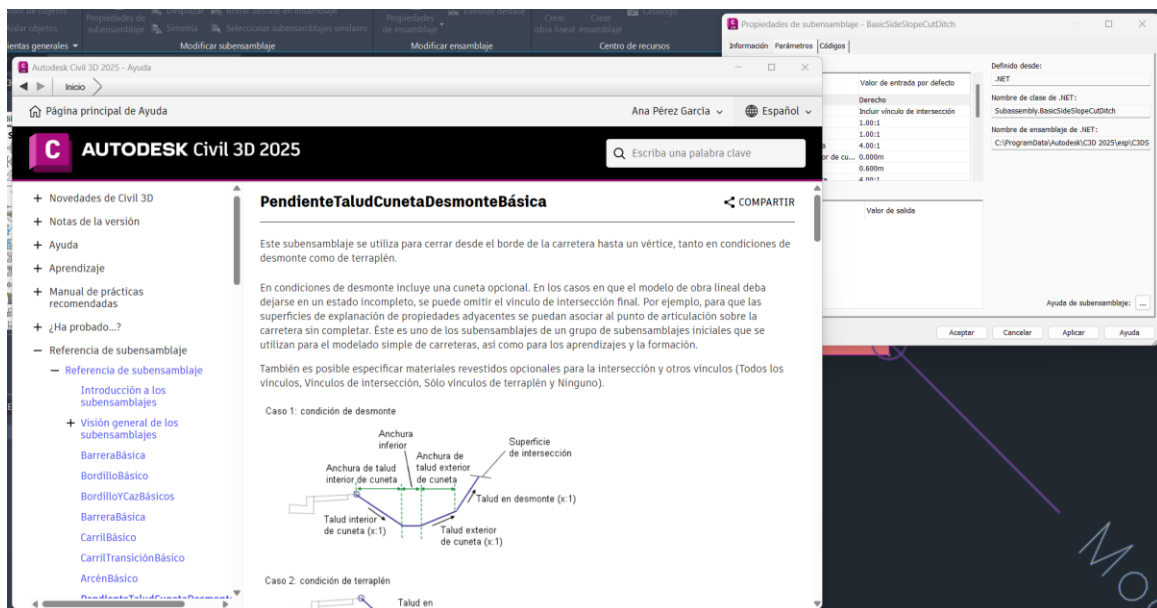 Propiedades de
subensamblaje
Simetría
Seleccionar subensamblajes similares
Propiedades
de ensamblaje
Crear
obra lineal
Crear
ensamblaje
Catálogo
Modificar subensamblaje
Modificar ensamblaje
Centro de recursos
Autodesk Civil 3D 2025 - Ayuda
Inicio
Página principal de Ayuda
Ana Pérez García
Español
C
AUTODESK Civil 3D 2025
Escriba una palabra clave
+ Novedades de Civil 3D
+ Notas de la versión
+ Ayuda
+ Aprendizaje
+ Manual de prácticas
recomendadas
+ ¿Ha probado...?
− Referencia de subensamblaje
− Referencia de subensamblaje
Introducción a los
subensamblajes
+ Visión general de los
subensamblajes
BarreraBásica
BordilloBásico
BordilloYCazBásicos
BarreraBásica
CarrilBásico
CarrilTransiciónBásico
ArcénBásico
PendienteTaludCunetaDesmonteBásica
COMPARTIR
Este subensamblaje se utiliza para cerrar desde el borde de la carretera hasta un vértice, tanto en condiciones de
desmonte como de terraplén.
En condiciones de desmonte incluye una cuneta opcional. En los casos en que el modelo de obra lineal deba
dejarse en un estado incompleto, se puede omitir el vínculo de intersección final. Por ejemplo, para que las
superficies de explanación de propiedades adyacentes se puedan asociar al punto de articulación sobre la
carretera sin completar. Éste es uno de los subensamblajes de un grupo de subensamblajes iniciales que se
utilizan para el modelado simple de carreteras, así como para los aprendizajes y la formación.
También es posible especificar materiales revestidos opcionales para la intersección y otros vínculos (Todos los
vínculos, Vínculos de intersección, Sólo vínculos de terraplén y Ninguno).
Caso 1: condición de desmonte
Anchura
inferior
Anchura de talud
interior de cuneta
Anchura de
talud exterior
de cuneta
Superficie
de intersección
Talud en desmonte (x:1)
Talud interior
de cuneta (x:1)
Talud exterior
de cuneta (x:1)
Caso 2: condición de terraplén
Talud en
Propiedades de subensamblaje - BasicSideSlopeCutDitch
Información
Parámetros
Códigos
Valor de entrada por defecto
Derecho
Incluir vínculo de intersección
1.00:1
1.00:1
4.00:1
0.000m
0.600m
4.00:1
Valor de salida
Definido desde:
.NET
Nombre de clase de .NET:
Subassembly.BasicSideSlopeCutDitch
Nombre de ensamblaje de .NET:
C:\ProgramData\Autodesk\C3D 2025\esp\C3DS
Ayuda de subensamblaje: ...
Aceptar
Cancelar
Aplicar
Ayuda